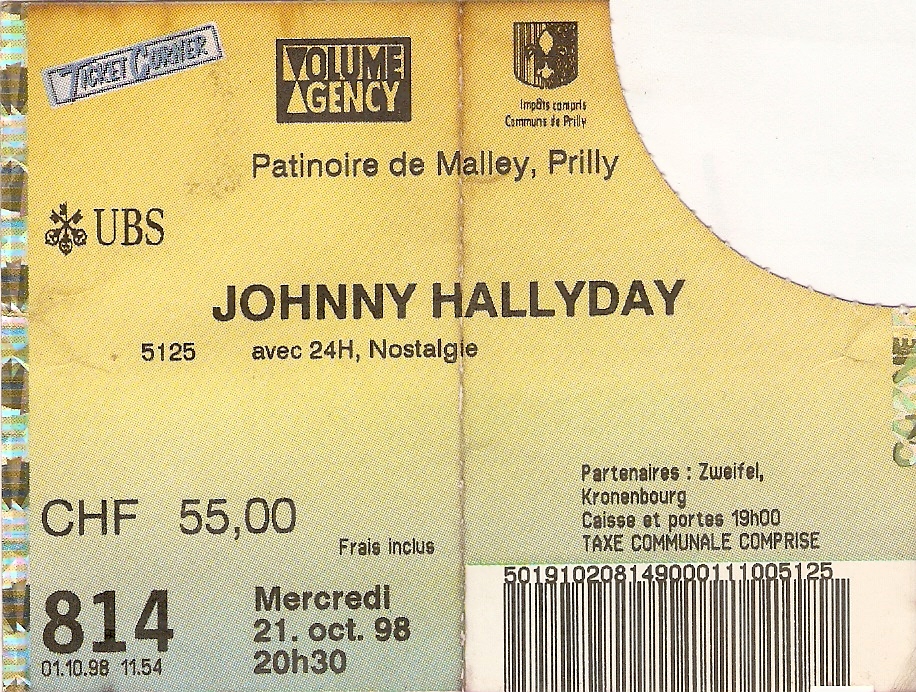 TICKET CORNER
VOLUME
AGENCY
Impôts compris
Commune de Prilly
Patinoire de Malley, Prilly
UBS
JOHNNY HALLYDAY
5125 avec 24H, Nostalgie
Partenaires : Zweifel,
Kronenbourg
Caisse et portes 19h00
TAXE COMMUNALE COMPRISE
CHF 55,00
Frais inclus
501910208149000111005125
814
01.10.98 11.54
Mercredi
21. oct. 98
20h30